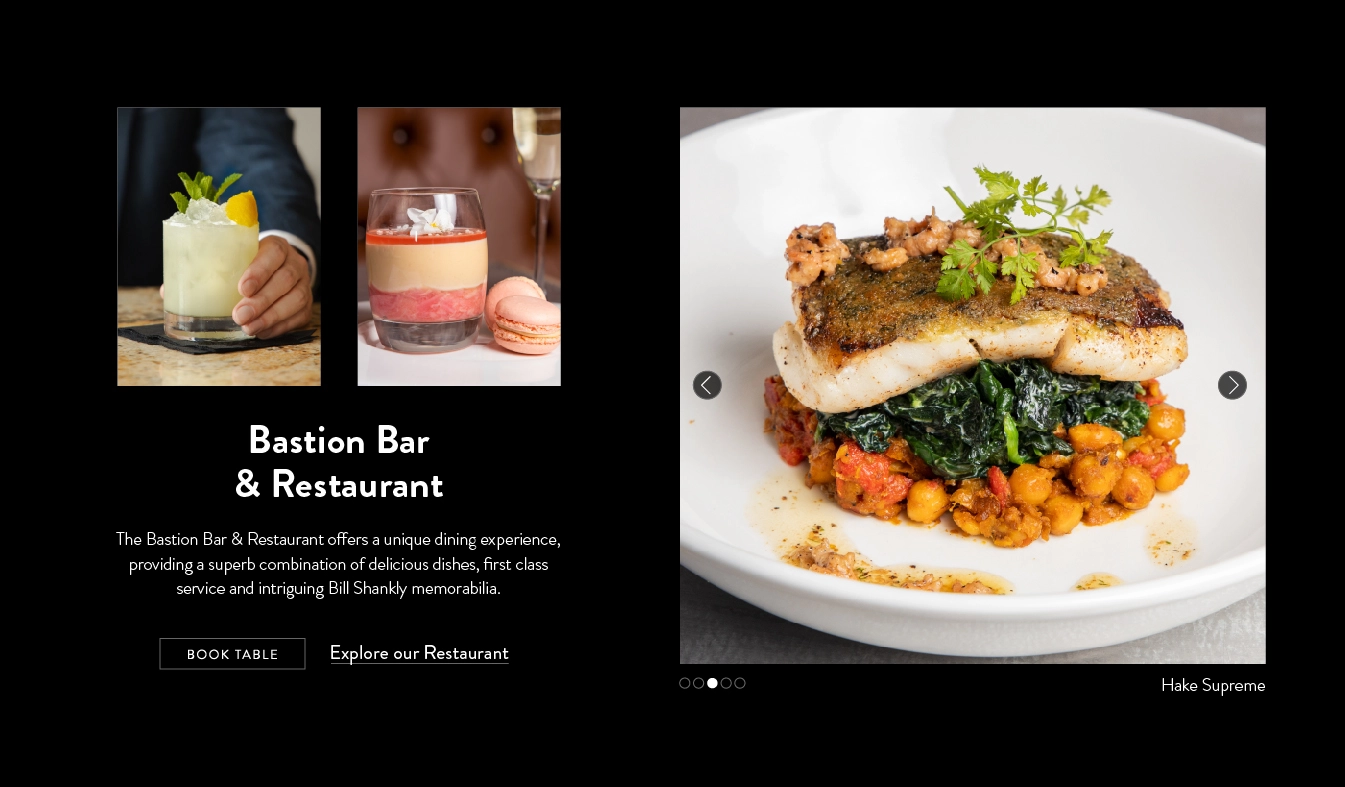 Bastion Bar
& Restaurant
The Bastion Bar & Restaurant offers a unique dining experience,
providing a superb combination of delicious dishes, first class
service and intriguing Bill Shankly memorabilia.
BOOK TABLE
Explore our Restaurant
Hake Supreme